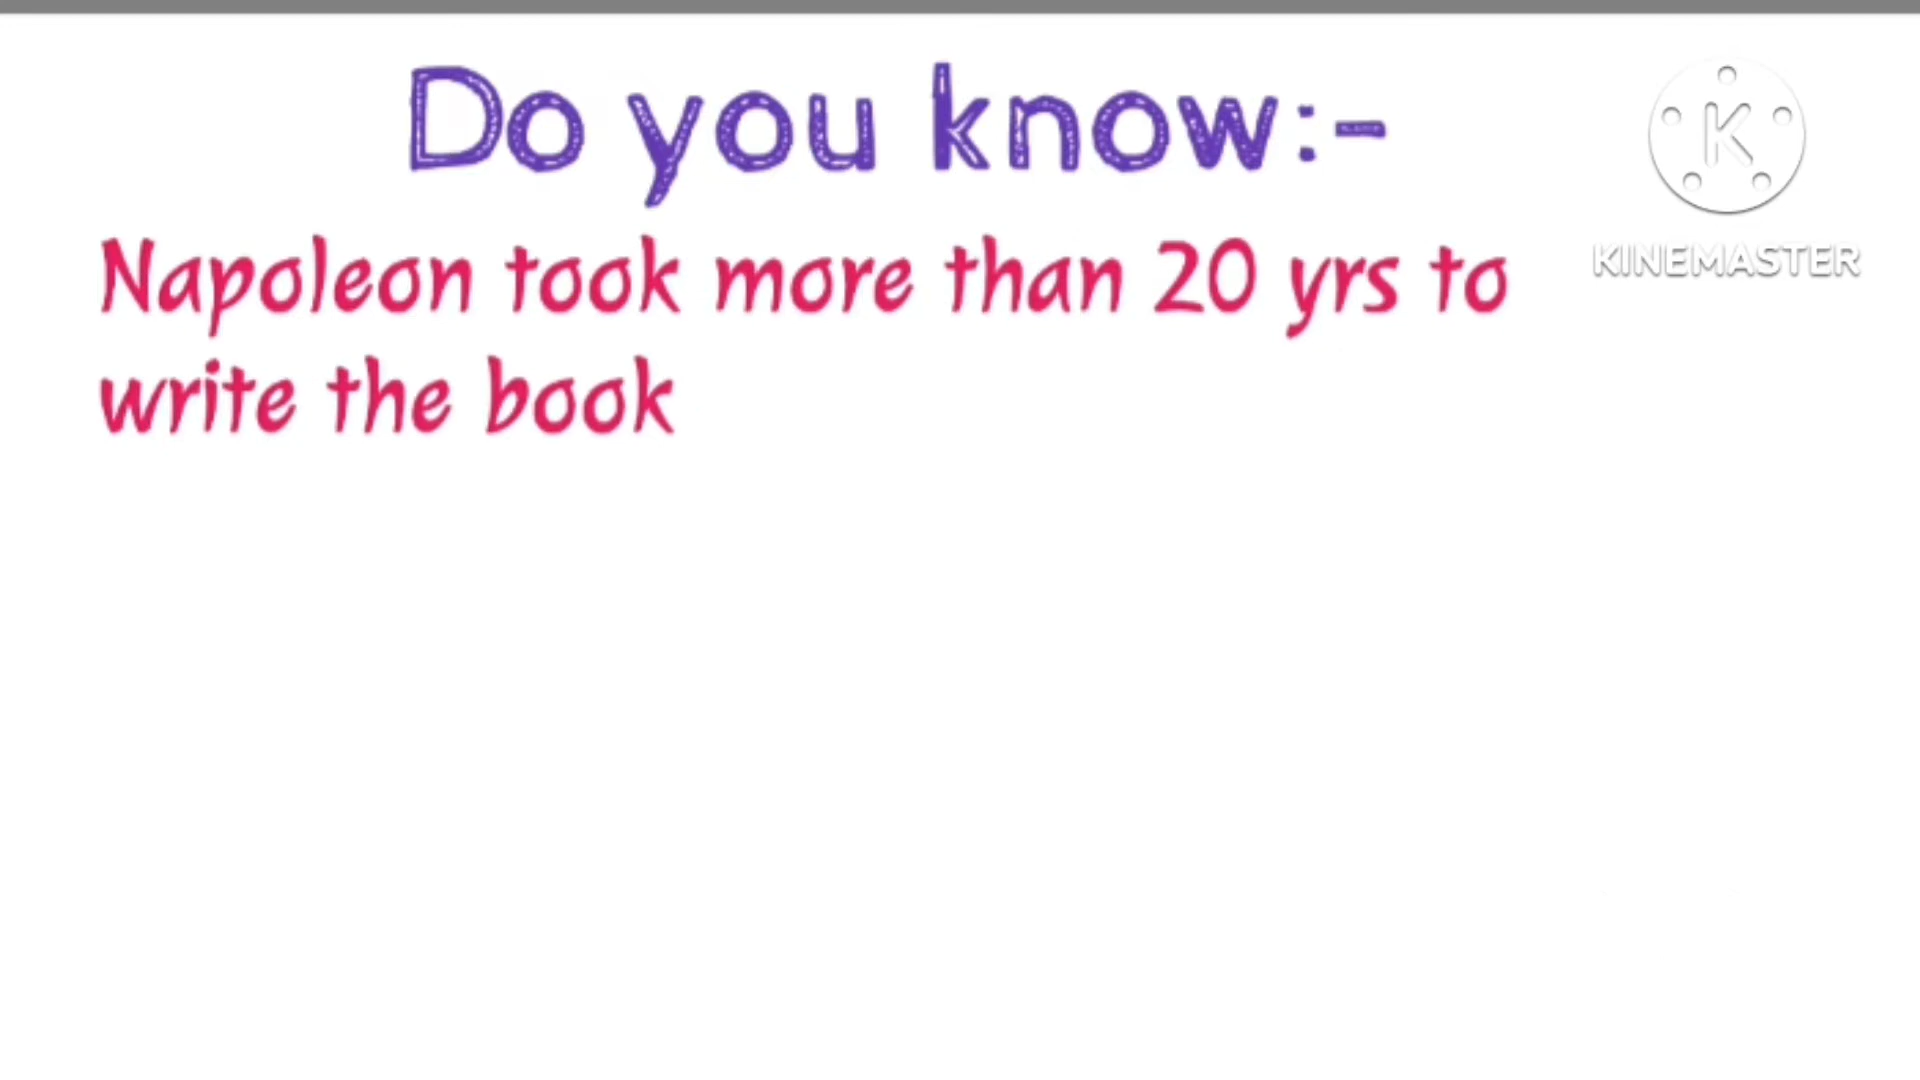 Do you know:-
Napoleon took more than 20 yrs to
write the book
K
KINEMASTER